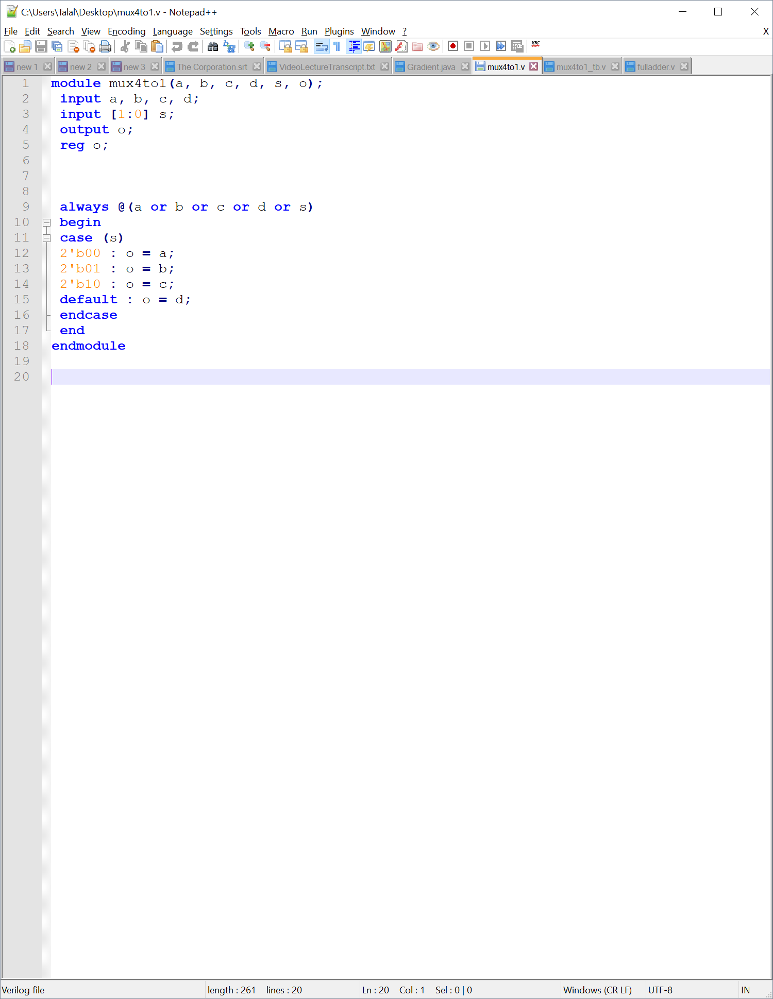 C:\Users\Talal\Desktop\mux4to1.v - Notepad++
File Edit Search View Encoding Language Settings Tools Macro Run Plugins Window ? X
ABC
new 1 new 2 new 3 The Corporation.srt VideoLectureTranscript.txt Gradient.java mux4to1.v mux4to1_tb.v fulladder.v
1 module mux4to1(a, b, c, d, s, o);
2 input a, b, c, d;
3 input [1:0] s;
4 output o;
5 reg o;
6
7
8
9 always @(a or b or c or d or s)
10 begin
11 case (s)
12 2'b00 : o = a;
13 2'b01 : o = b;
14 2'b10 : o = c;
15 default : o = d;
16 endcase
17 end
18 endmodule
19
20
Verilog file length : 261 lines : 20 Ln : 20 Col : 1 Sel : 0 | 0 Windows (CR LF) UTF-8 IN